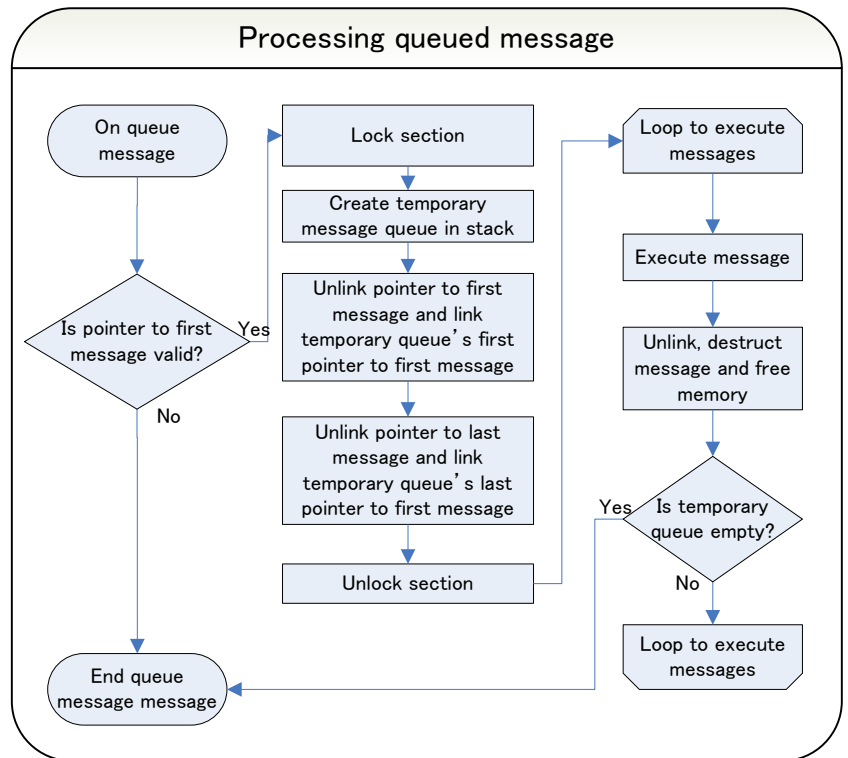 Processing queued message
On queue
message
Is pointer to first
message valid?
Yes
No
End queue
message message
Lock section
Create temporary
message queue in stack
Unlink pointer to first
message and link
temporary queue's first
pointer to first message
Unlink pointer to last
message and link
temporary queue's last
pointer to first message
Unlock section
Loop to execute
messages
Execute message
Unlink, destruct
message and free
memory
Is temporary
queue empty?
Yes
No
Loop to execute
messages